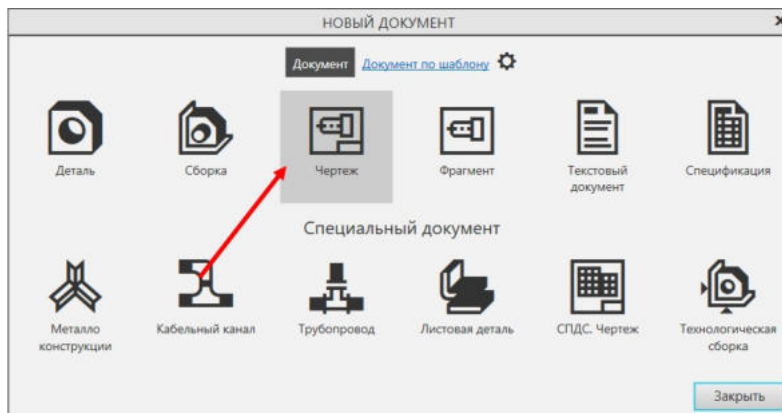 НОВЫЙ ДОКУМЕНТ
Документ Документ по шаблону
Деталь Сборка Чертеж Фрагмент Текстовый документ Спецификация
Специальный документ
Металло конструкции Кабельный канал Трубопровод Листовая деталь СПДС. Чертеж Технологическая сборка
Закрыть